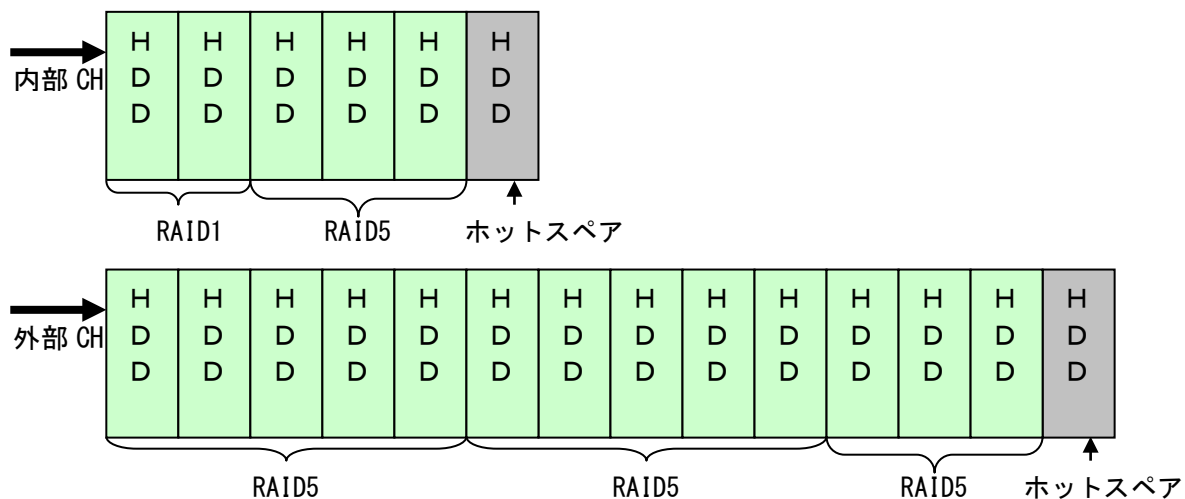 H H H H H H
D D D D D D
D D D D D D
内部 CH
RAID1 RAID5 ホットスペア
H H H H H H H H H H H H H H
D D D D D D D D D D D D D D
D D D D D D D D D D D D D D
外部 CH
RAID5 RAID5 RAID5 ホットスペア